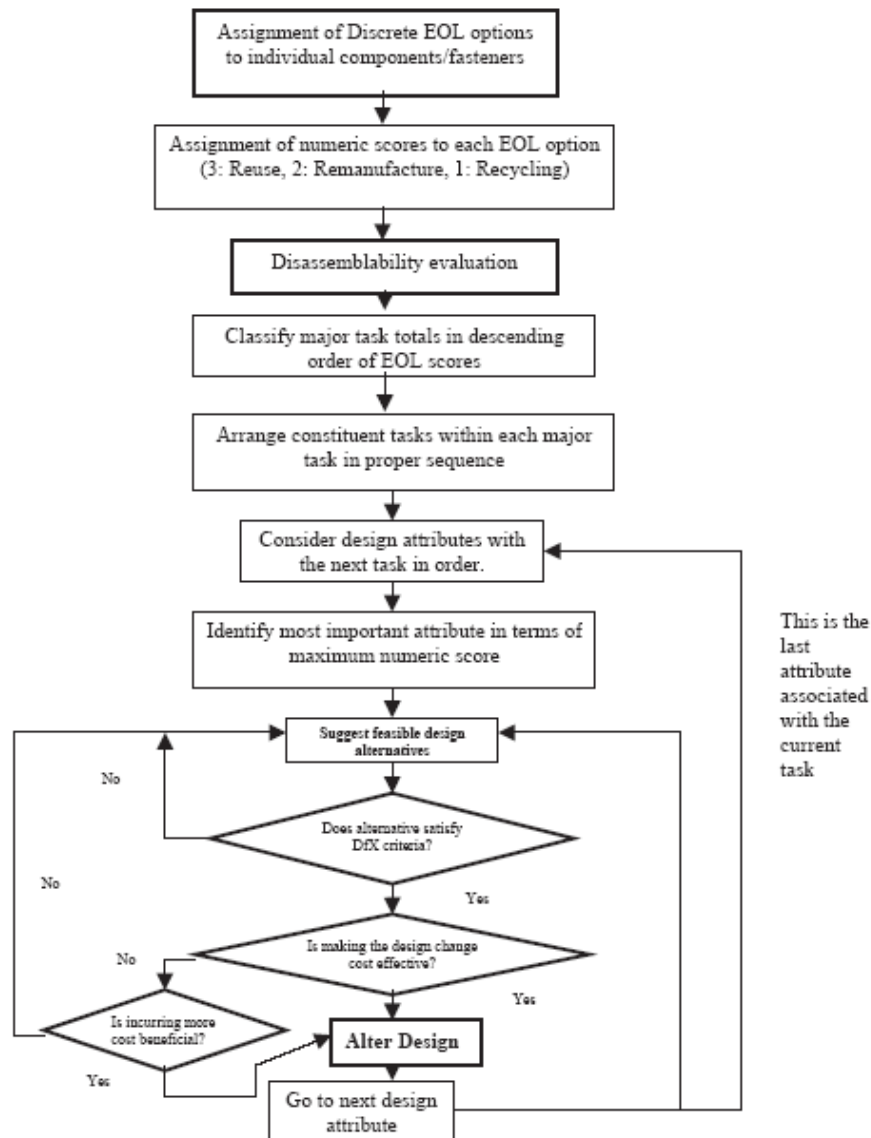 Assignment of Discrete EOL options
to individual components/fasteners
Assignment of numeric scores to each EOL option
(3: Reuse, 2: Remanufacture, 1: Recycling)
Disassemblability evaluation
Classify major task totals in descending
order of EOL scores
Arrange constituent tasks within each major
task in proper sequence
Consider design attributes with
the next task in order.
Identify most important attribute in terms of
maximum numeric score
This is the
last
attribute
associated
with the
current
task
Suggest feasible design
alternatives
No
Does alternative satisfy
DfX criteria?
No
Yes
Is making the design change
cost effective?
No
Yes
Is incurring more
cost beneficial?
Alter Design
Yes
Go to next design
attribute